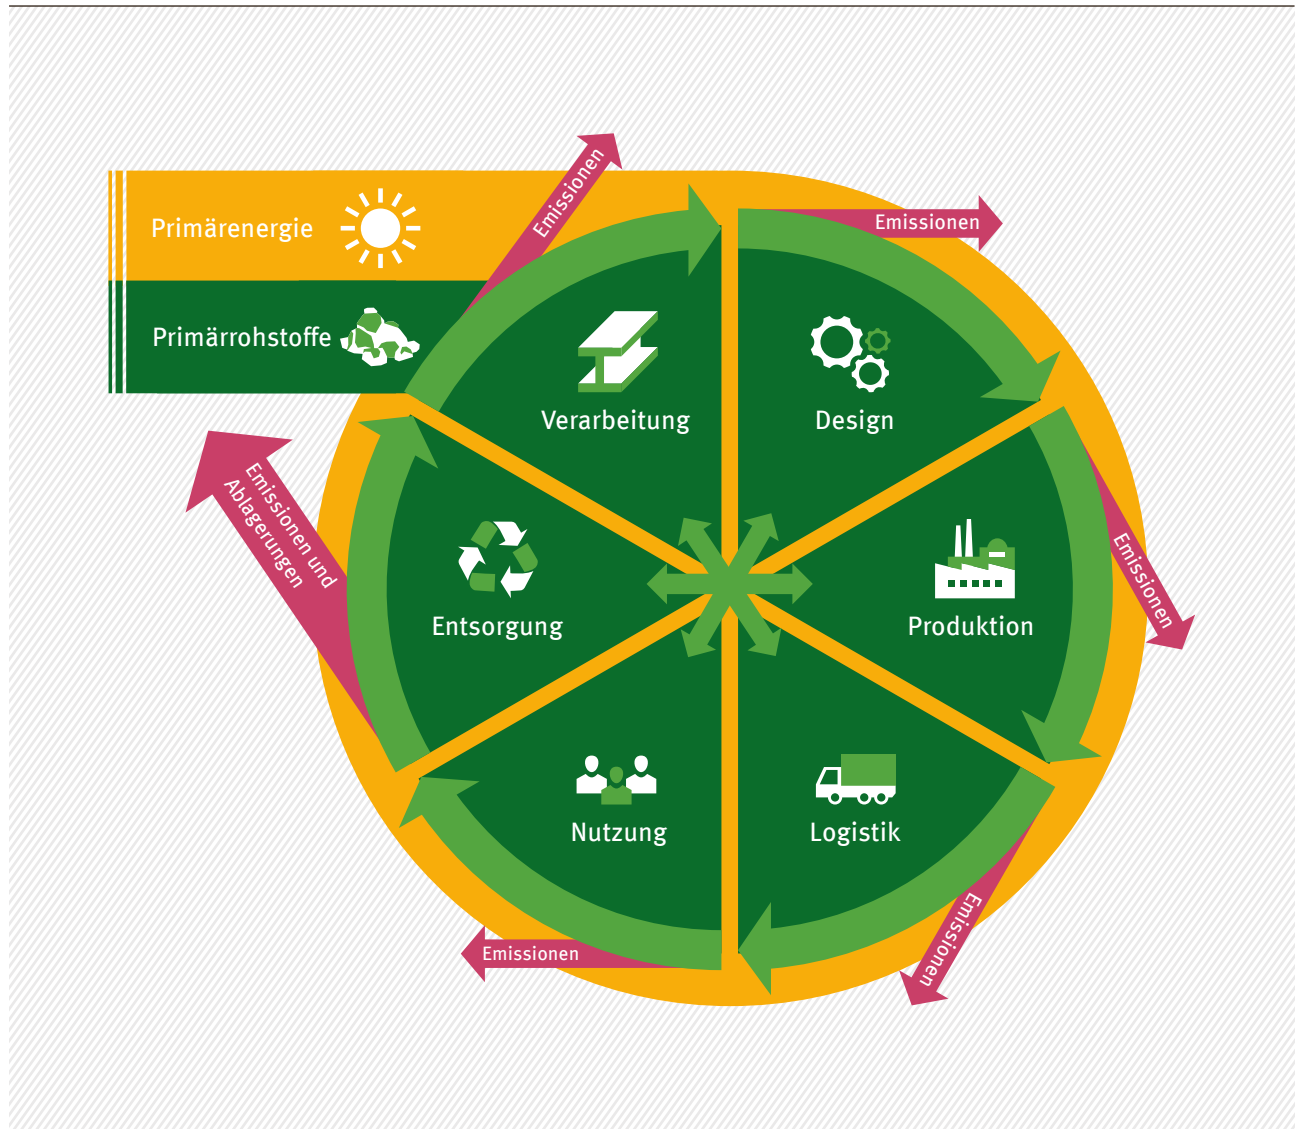 Primärenergie
Primärrohstoffe
Emissionen
Emissionen
Verarbeitung
Design
Emissionen und
Ablagerungen
Emissionen
Entsorgung
Produktion
Nutzung
Logistik
Emissionen
Emissionen